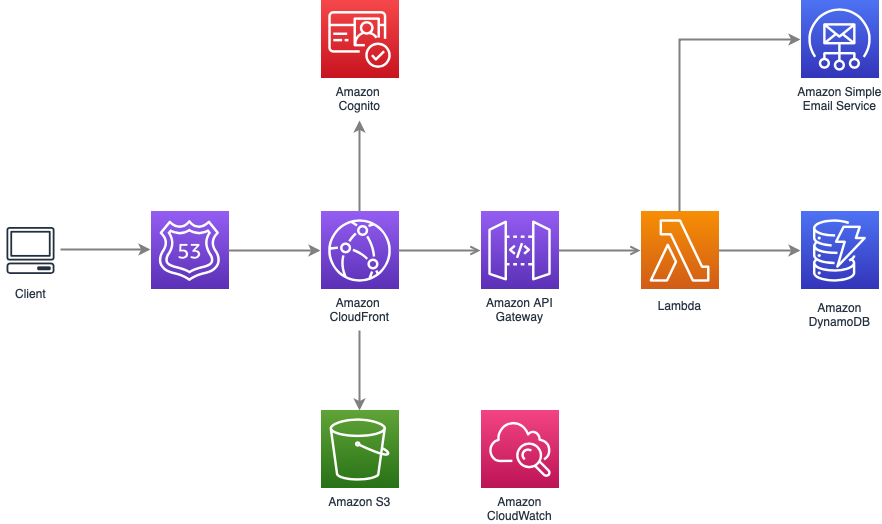 Amazon
Cognito
Amazon Simple
Email Service
Client
53
Amazon
CloudFront
</>
Amazon API
Gateway
Lambda
Amazon
DynamoDB
Amazon S3
Amazon
CloudWatch